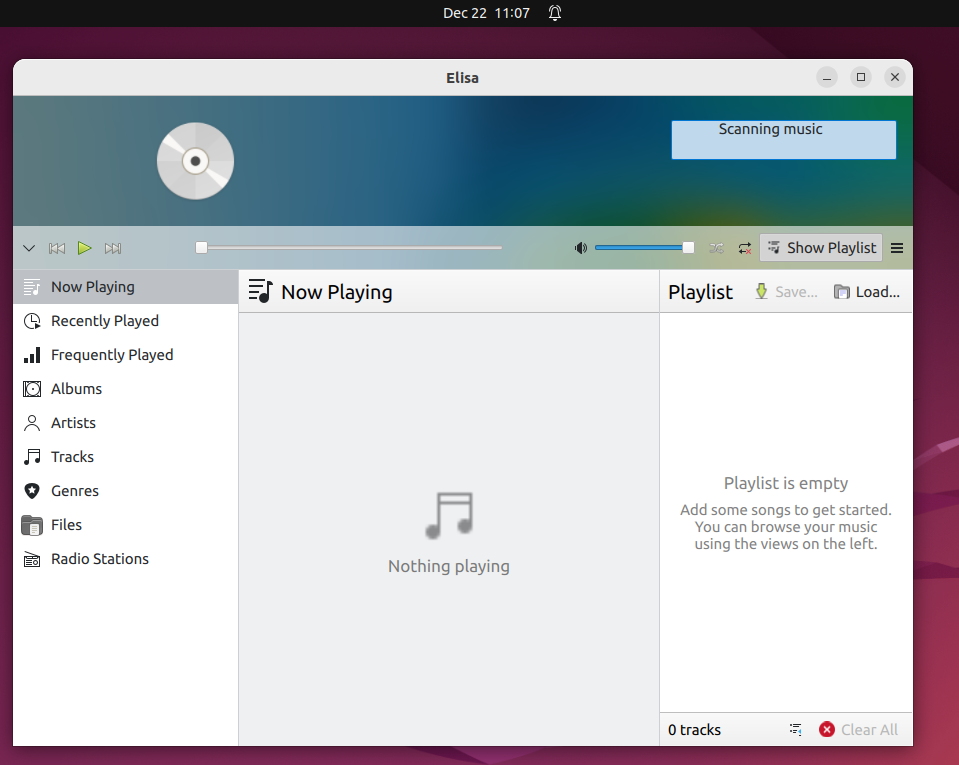 Dec 22 11:07
Elisa
Scanning music
Show Playlist
Now Playing
Recently Played
Frequently Played
Albums
Artists
Tracks
Genres
Files
Radio Stations
Now Playing
Nothing playing
Playlist
Save...
Load...
Playlist is empty
Add some songs to get started.
You can browse your music
using the views on the left.
0 tracks
Clear All